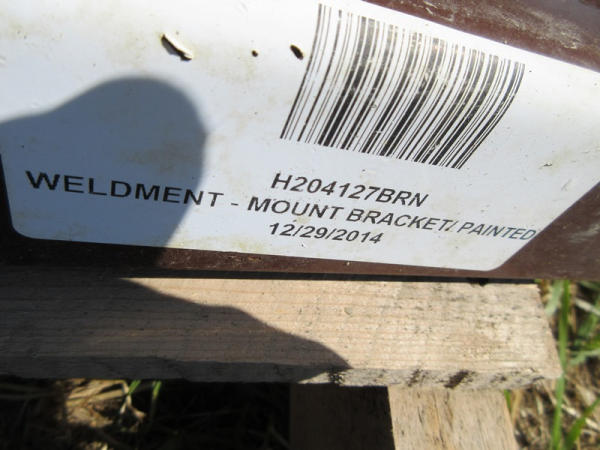 H204127BRN
WELDMENT - MOUNT BRACKET/ PAINTED
12/29/2014